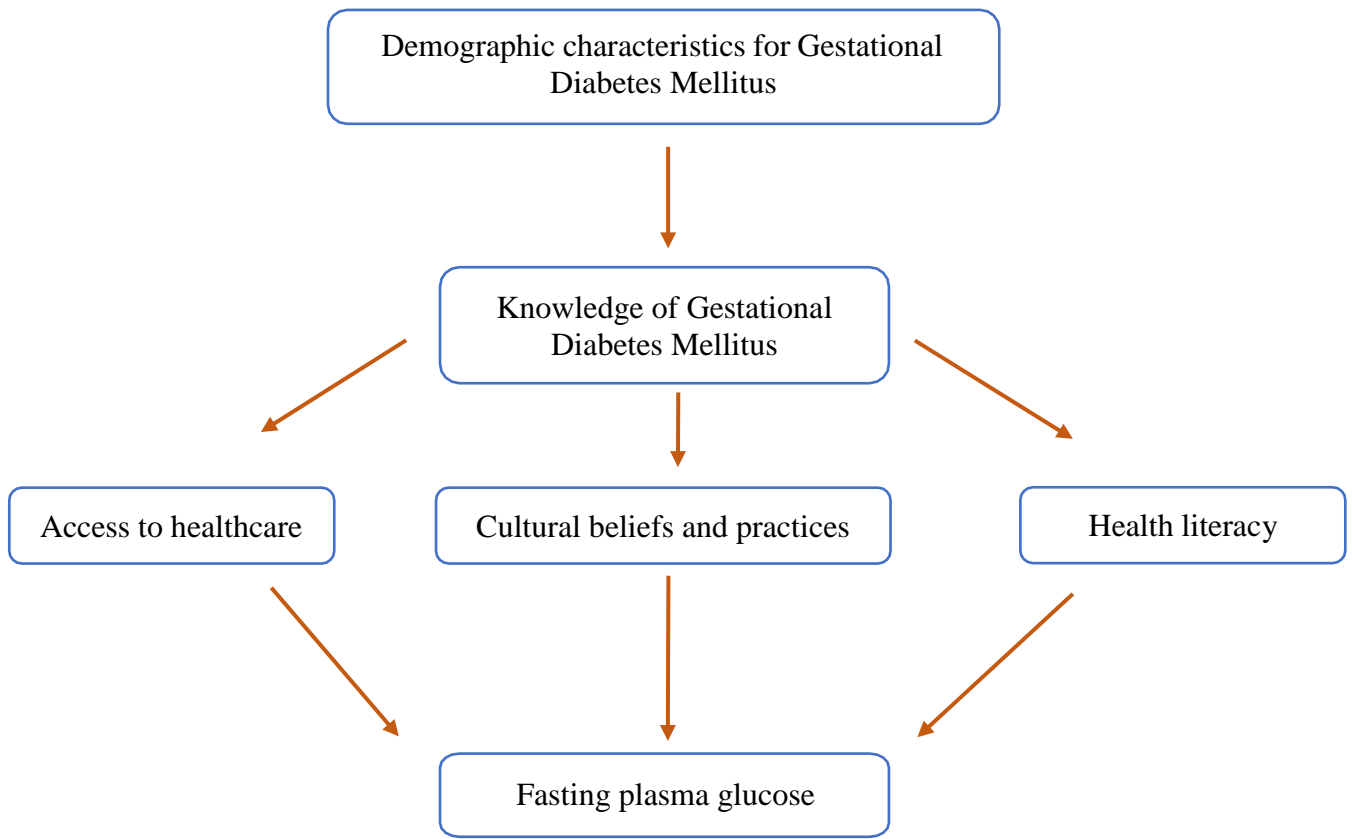 Demographic characteristics for Gestational
Diabetes Mellitus
Knowledge of Gestational
Diabetes Mellitus
Access to healthcare
Cultural beliefs and practices
Health literacy
Fasting plasma glucose